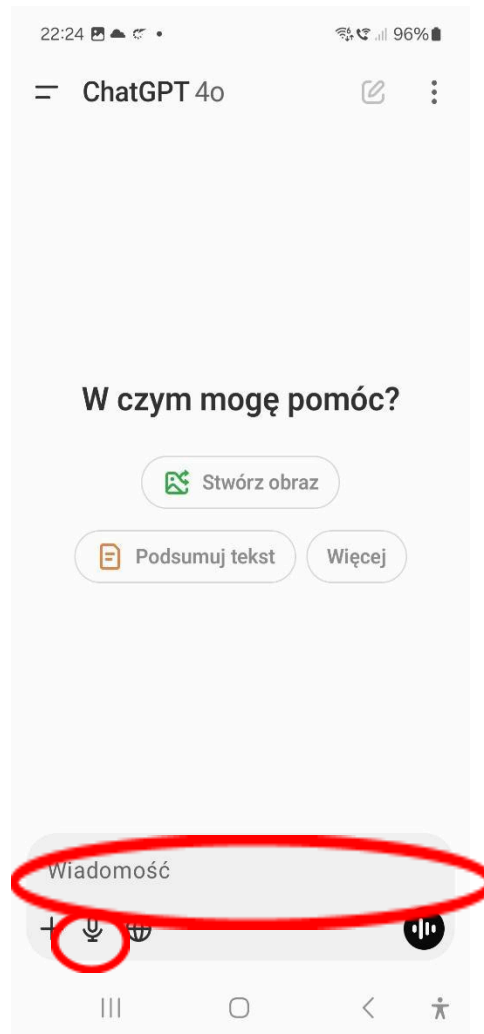 22:24 96%
ChatGPT 4o
W czym mogę pomóc?
Stwórz obraz
Podsumuj tekst Więcej
Wiadomość